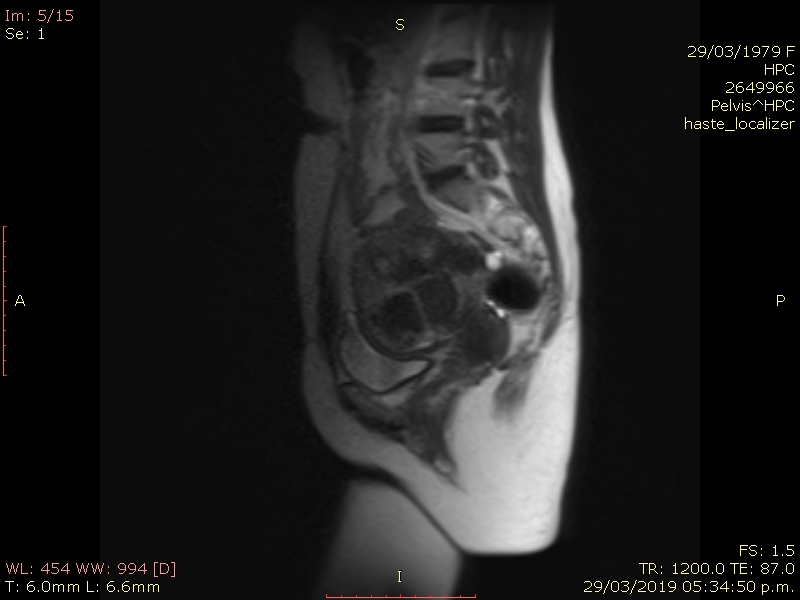 Im: 5/15
Se: 1
S
29/03/1979 F
HPC
2649966
Pelvis^HPC
haste_localizer
A
P
WL: 454 WW: 994 [D]
T: 6.0mm L: 6.6mm
I
FS: 1.5
TR: 1200.0 TE: 87.0
29/03/2019 05:34:50 p.m.